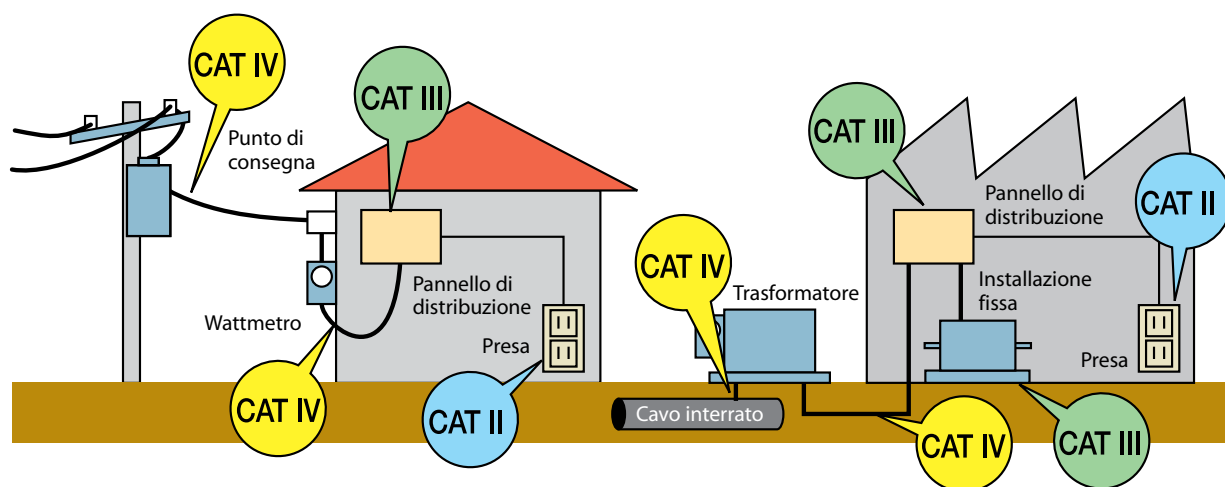 CAT IV
Punto di
consegna
CAT III
Pannello di
distribuzione
Wattmetro
Presa
CAT IV
CAT II
CAT IV
Trasformatore
Cavo interrato
CAT III
Pannello di
distribuzione
CAT II
Installazione
fissa
Presa
CAT IV
CAT III